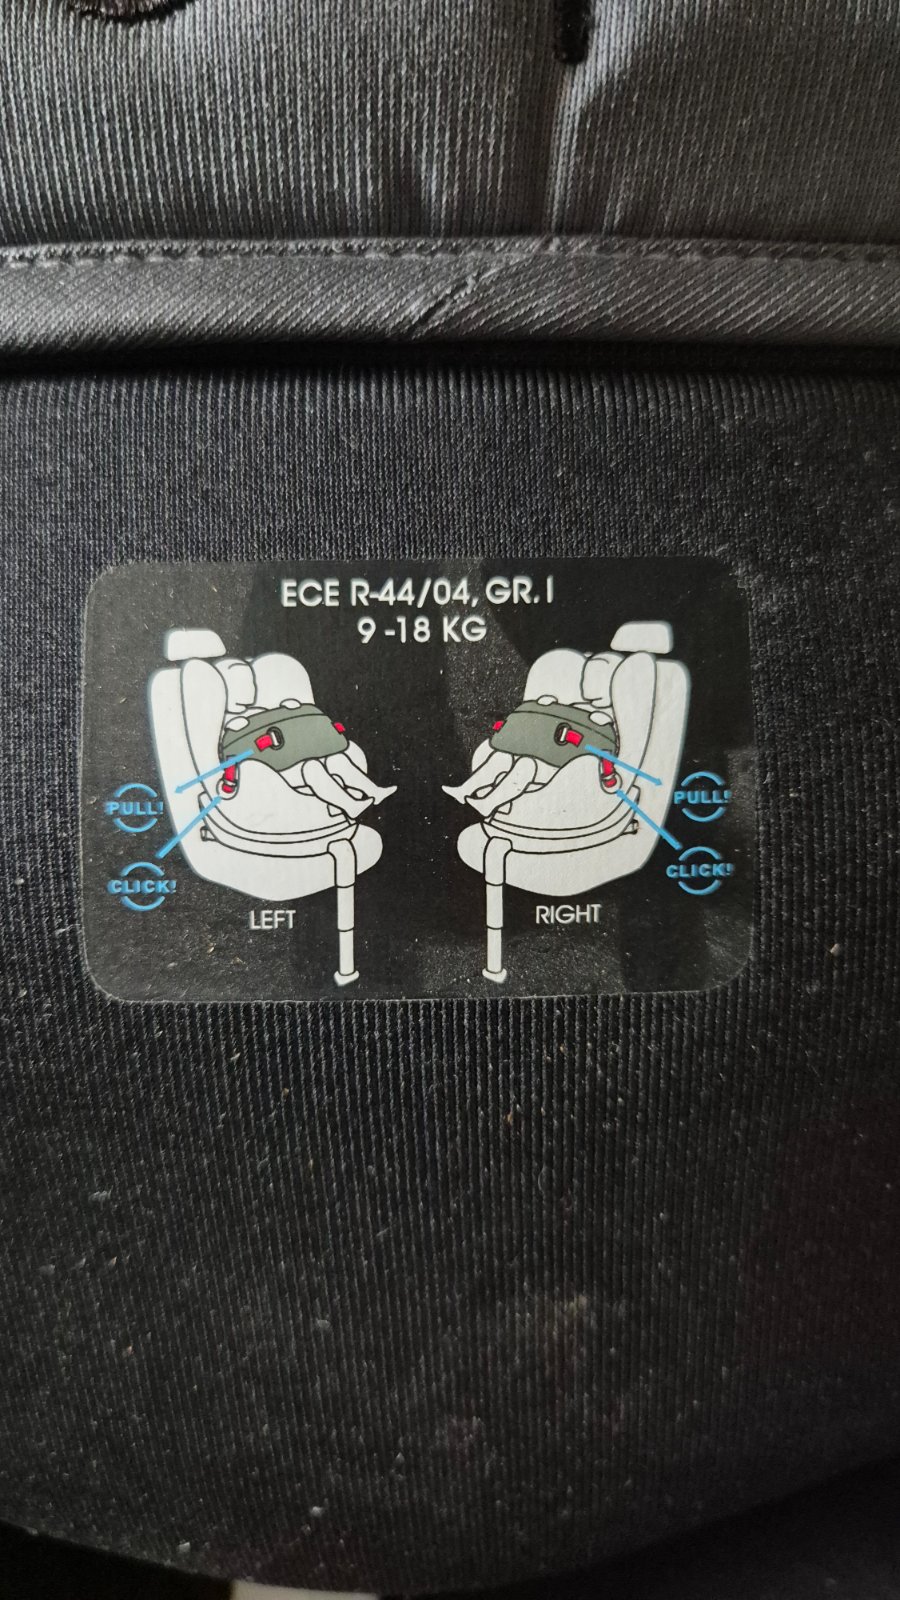 ECE R-44/04, GR. I
9 -18 KG
PULL!
CLICK!
LEFT
PULL!
CLICK!
RIGHT